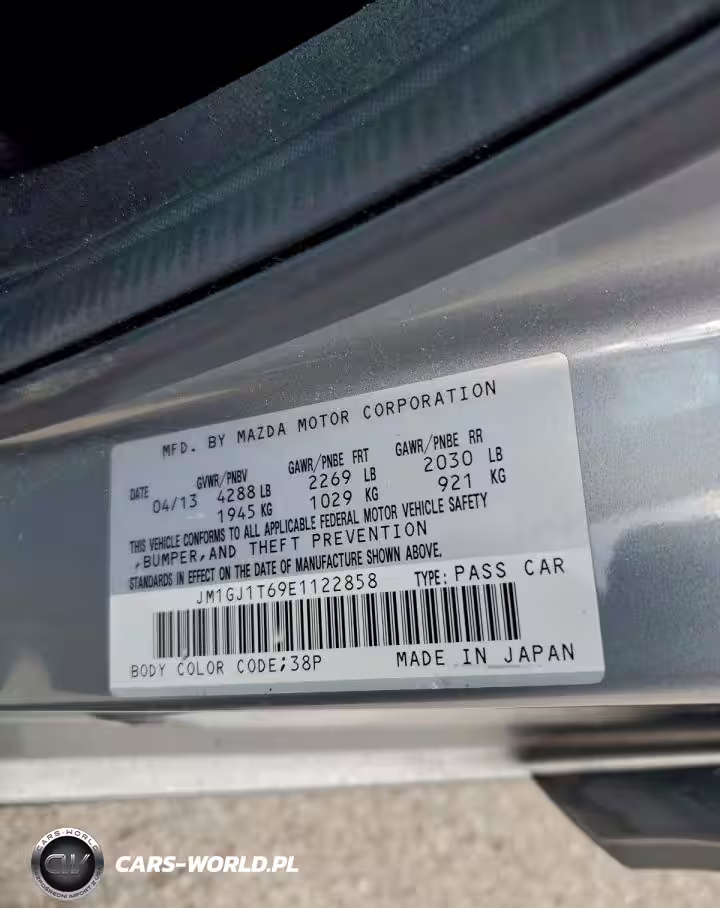 MFD. BY MAZDA MOTOR CORPORATION
DATE GVWR/PNBV GAWR/PNBE FRT GAWR/PNBE RR
04/13 4288 LB 2269 LB 2030 LB
1945 KG 1029 KG 921 KG
THIS VEHICLE CONFORMS TO ALL APPLICABLE FEDERAL MOTOR VEHICLE SAFETY
,BUMPER,AND THEFT PREVENTION
STANDARDS IN EFFECT ON THE DATE OF MANUFACTURE SHOWN ABOVE.
JM1GJ1T69E1122858 TYPE: PASS CAR
BODY COLOR CODE;38P MADE IN JAPAN
CARS-WORLD
CW
CARS-WORLD.PL